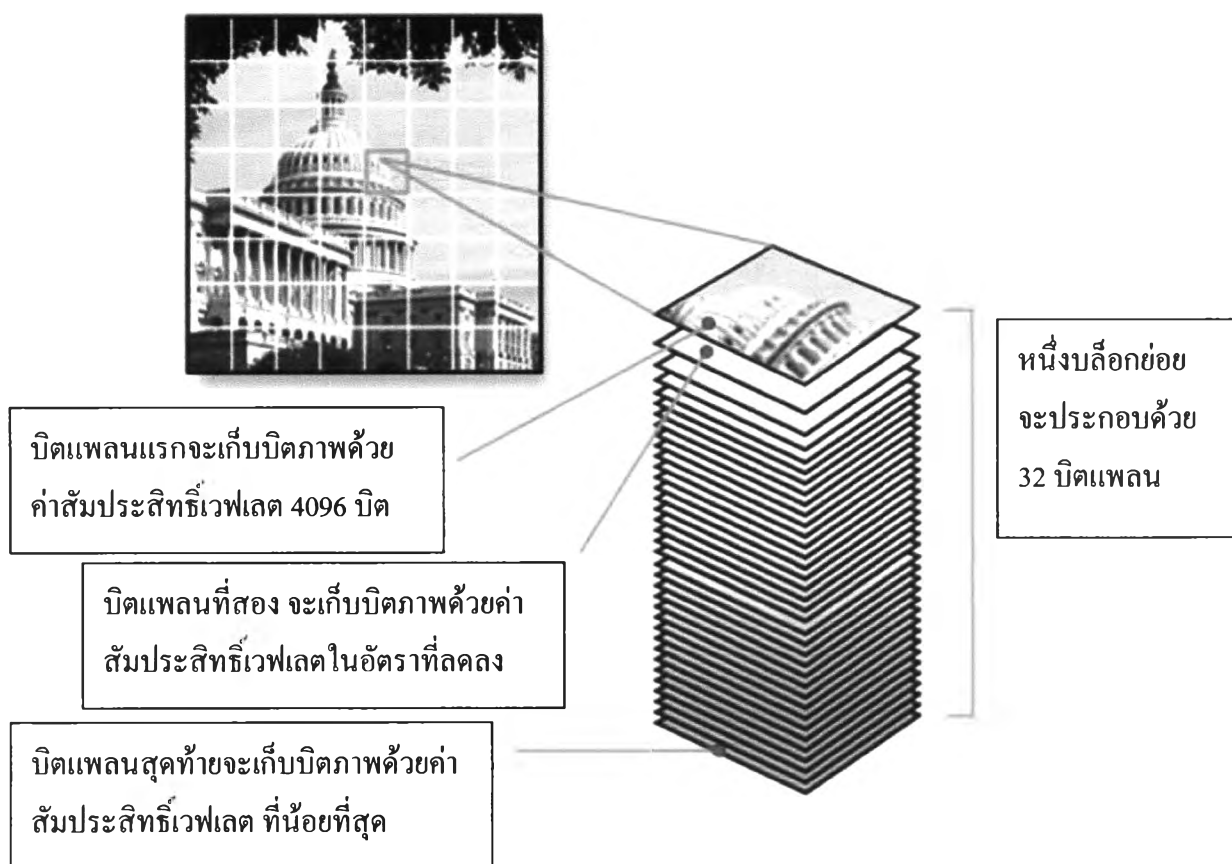 บิตแพลนแรกจะเก็บบิตภาพด้วย
ค่าสัมประสิทธิ์เวฟเลต 4096 บิต
บิตแพลนที่สอง จะเก็บบิตภาพด้วยค่า
สัมประสิทธิ์เวฟเลตในอัตราที่ลดลง
บิตแพลนสุดท้ายจะเก็บบิตภาพด้วยค่า
สัมประสิทธิ์เวฟเลต ที่น้อยที่สุด
หนึ่งบล็อกย่อย
จะประกอบด้วย
32 บิตแพลน